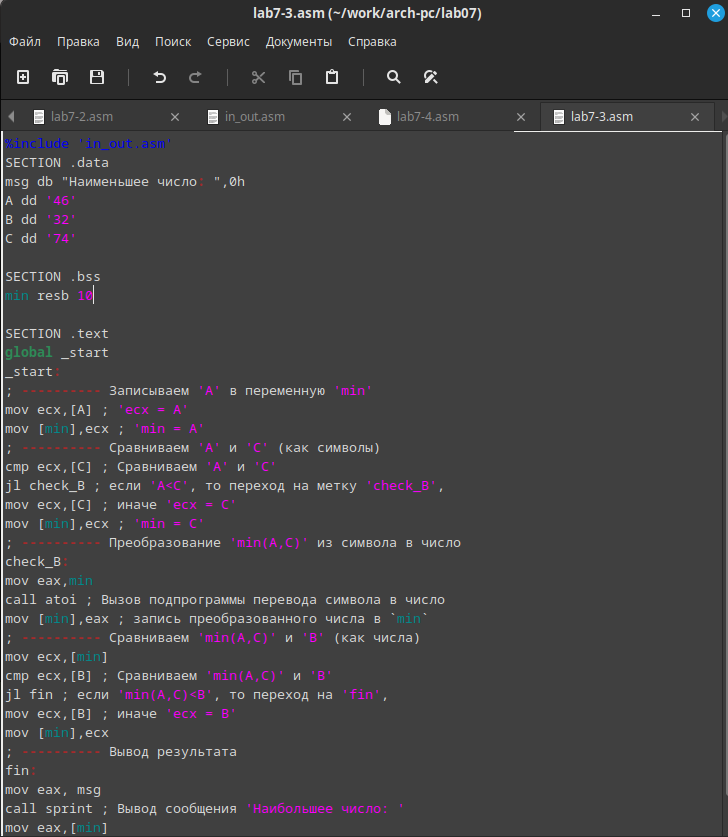 lab7-3.asm (~/work/arch-pc/lab07)
Файл Правка Вид Поиск Сервис Документы Справка
lab7-2.asm in_out.asm lab7-4.asm lab7-3.asm
%include 'in_out.asm'
SECTION .data
msg db "Наименьшее число: ",0h
A dd '46'
B dd '32'
C dd '74'
SECTION .bss
min resb 10
SECTION .text
global _start
_start:
; ---------- Записываем 'A' в переменную 'min'
mov ecx,[A] ; 'ecx = A'
mov [min],ecx ; 'min = A'
; ---------- Сравниваем 'A' и 'C' (как символы)
cmp ecx,[C] ; Сравниваем 'A' и 'C'
jl check_B ; если 'A<C', то переход на метку 'check_B',
mov ecx,[C] ; иначе 'ecx = C'
mov [min],ecx ; 'min = C'
; ---------- Преобразование 'min(A,C)' из символа в число
check_B:
mov eax,min
call atoi ; Вызов подпрограммы перевода символа в число
mov [min],eax ; запись преобразованного числа в `min`
; ---------- Сравниваем 'min(A,C)' и 'B' (как числа)
mov ecx,[min]
cmp ecx,[B] ; Сравниваем 'min(A,C)' и 'B'
jl fin ; если 'min(A,C)<B', то переход на 'fin',
mov ecx,[B] ; иначе 'ecx = B'
mov [min],ecx
; ---------- Вывод результата
fin:
mov eax, msg
call sprint ; Вывод сообщения 'Наибольшее число: '
mov eax,[min]